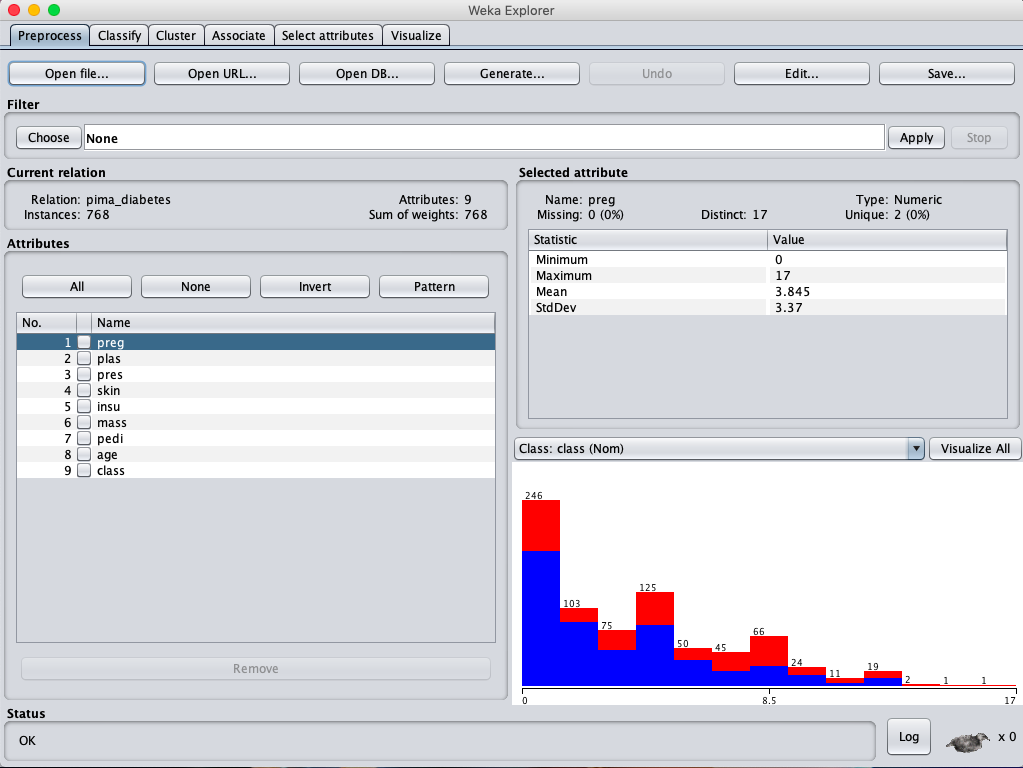 Weka Explorer
Preprocess Classify Cluster Associate Select attributes Visualize
Open file... Open URL... Open DB... Generate... Undo Edit... Save...
Filter
Choose None Apply Stop
Current relation
Relation: pima_diabetes Attributes: 9
Instances: 768 Sum of weights: 768
Attributes
All None Invert Pattern
No. Name
1 preg
2 plas
3 pres
4 skin
5 insu
6 mass
7 pedi
8 age
9 class
Remove
Selected attribute
Name: preg Type: Numeric
Missing: 0 (0%) Distinct: 17 Unique: 2 (0%)
Statistic Value
Minimum 0
Maximum 17
Mean 3.845
StdDev 3.37
Class: class (Nom) Visualize All
246
103
75
125
50
45
66
24
11
19
2
1
1
0 8.5 17
Status
OK
Log x 0